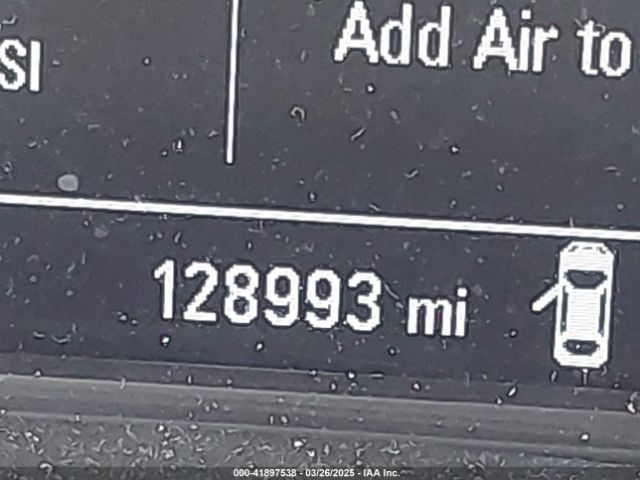 SI
Add Air to
128993 mi
000-41897538 - 03/26/2025 - IAA Inc.